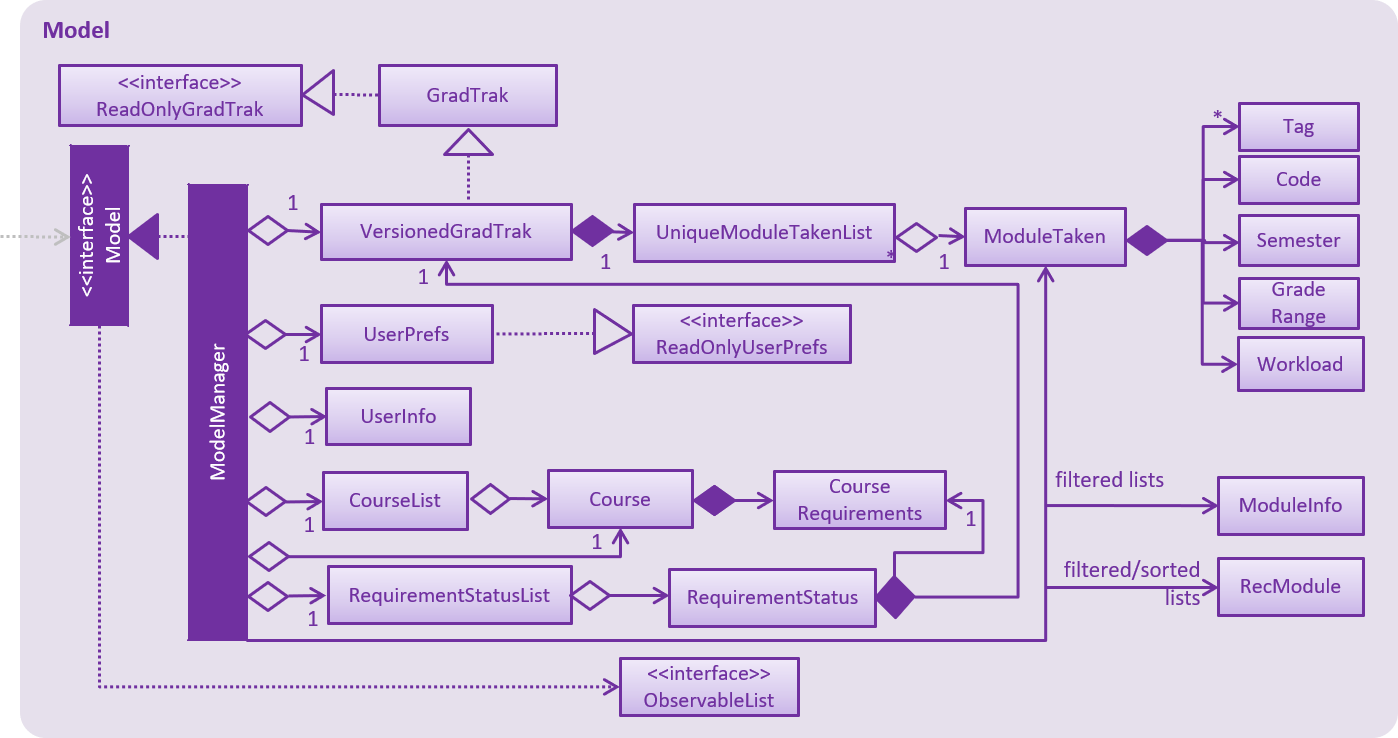 Model
<<interface>>
ReadOnlyGradTrak
GradTrak
<<interface>>
Model
ModelManager
1
VersionedGradTrak
1
UniqueModuleTakenList
*
1
ModuleTaken
*
Tag
Code
Semester
Grade
Range
Workload
1
1
UserPrefs
<<interface>>
ReadOnlyUserPrefs
1
UserInfo
1
CourseList
Course
Course
Requirements
1
1
1
RequirementStatusList
RequirementStatus
filtered lists
ModuleInfo
filtered/sorted
lists
RecModule
<<interface>>
ObservableList